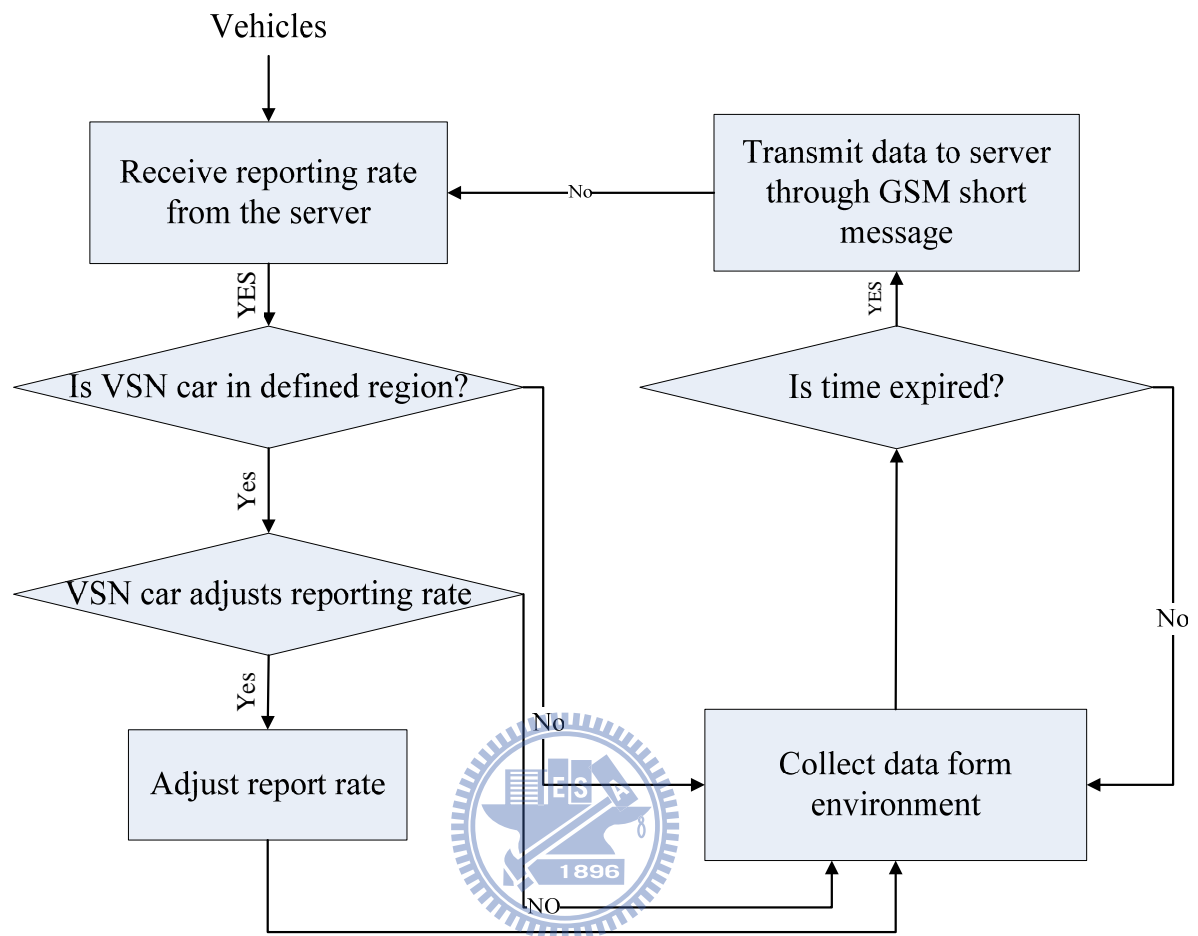 Vehicles
Receive reporting rate
from the server
YES
Is VSN car in defined region?
Yes
VSN car adjusts reporting rate
Yes
Adjust report rate
No
NO
Collect data form
environment
Is time expired?
No
YES
Transmit data to server
through GSM short
message
No
E S
A
1896